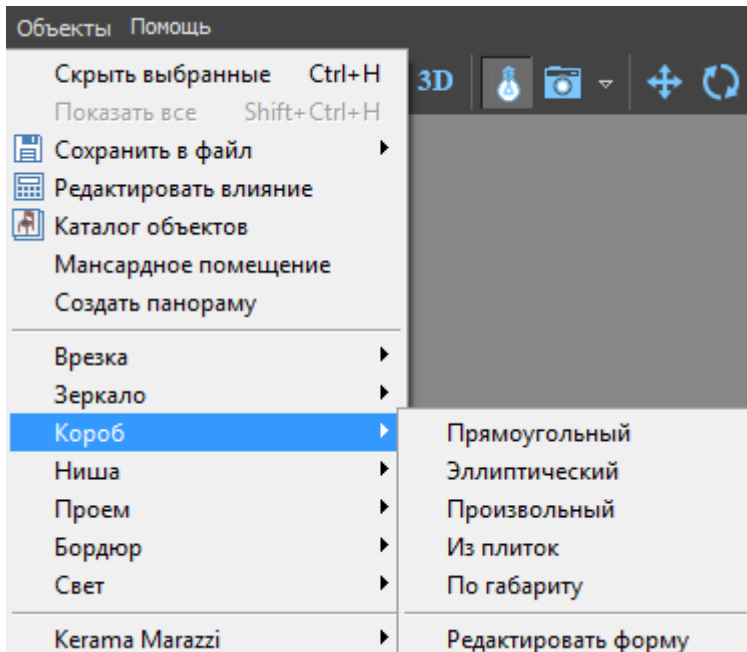 Объекты Помощь
Скрыть выбранные Ctrl+H
3D
Показать все Shift+Ctrl+H
Сохранить в файл
Редактировать влияние
Каталог объектов
Мансардное помещение
Создать панораму
Врезка
Зеркало
Короб
Ниша
Проем
Бордюр
Свет
Kerama Marazzi
Прямоугольный
Эллиптический
Произвольный
Из плиток
По габариту
Редактировать форму